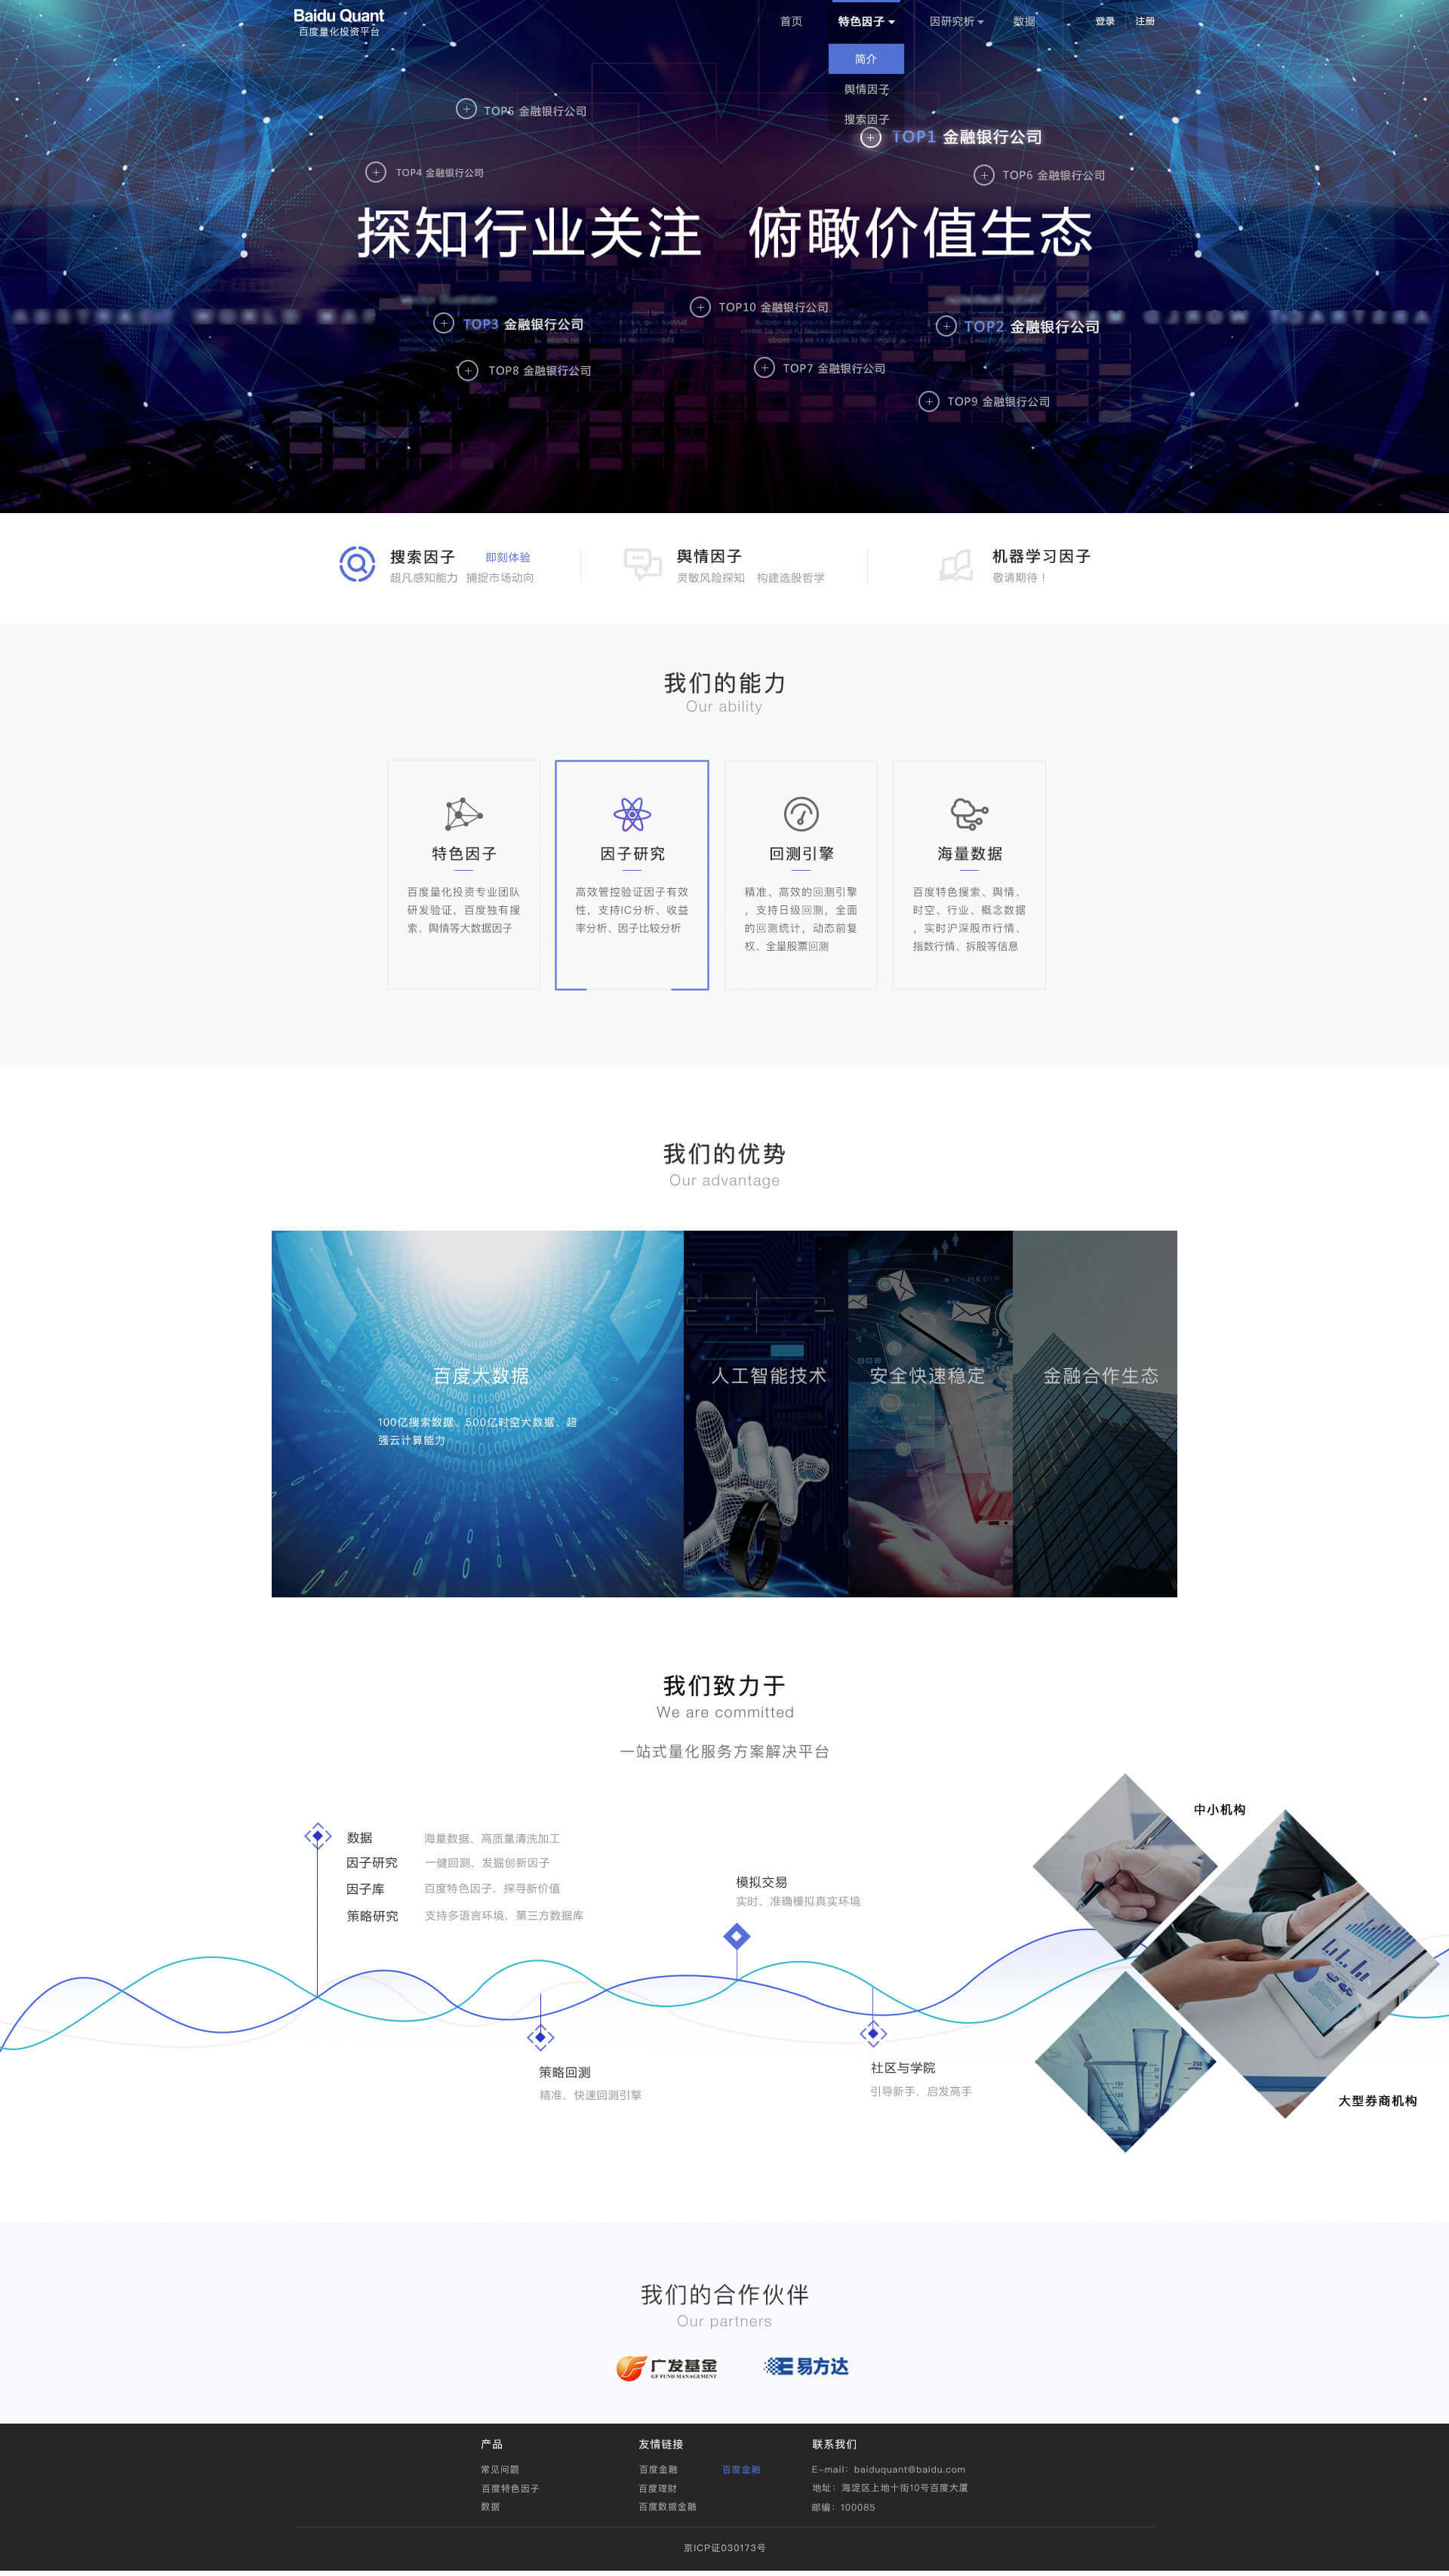 Baidu Quant
百度量化投资平台
首页
特色因子
因研究析
数据
登录
注册
简介
舆情因子
搜索因子
TOP5 金融银行公司
TOP1 金融银行公司
TOP4 金融银行公司
TOP6 金融银行公司
探知行业关注 俯瞰价值生态
TOP10 金融银行公司
TOP3 金融银行公司
TOP2 金融银行公司
TOP8 金融银行公司
TOP7 金融银行公司
TOP9 金融银行公司
搜索因子 即刻体验
超凡感知能力 捕捉市场动向
舆情因子
灵敏风险探知 构建选股哲学
机器学习因子
敬请期待！
我们的能力
Our ability
特色因子
百度量化投资专业团队
研发验证，百度独有搜
索、舆情等大数据因子
因子研究
高效管控验证因子有效
性，支持IC分析、收益
率分析、因子比较分析
回测引擎
精准、高效的回测引擎
，支持日级回测，全面
的回测统计，动态前复
权、全量股票回测
海量数据
百度特色搜索、舆情、
时空、行业、概念数据
，实时沪深股市行情、
指数行情、拆股等信息
我们的优势
Our advantage
百度大数据
100亿搜索数据、500亿时空大数据、超
强云计算能力
人工智能技术
安全快速稳定
金融合作生态
我们致力于
We are committed
一站式量化服务方案解决平台
数据 海量数据、高质量清洗加工
因子研究 一健回测、发掘创新因子
因子库 百度特色因子、探寻新价值
策略研究 支持多语言环境、第三方数据库
模拟交易
实时、准确模拟真实环境
策略回测
精准、快速回测引擎
社区与学院
引导新手、启发高手
中小机构
大型券商机构
我们的合作伙伴
Our partners
广发基金
GF FUND MANAGEMENT
易方达
产品
常见问题
百度特色因子
数据
友情链接
百度金融 百度金融
百度理财
百度数据金融
联系我们
E-mail：baiduquant@baidu.com
地址：海淀区上地十街10号百度大厦
邮编：100085
京ICP证030173号